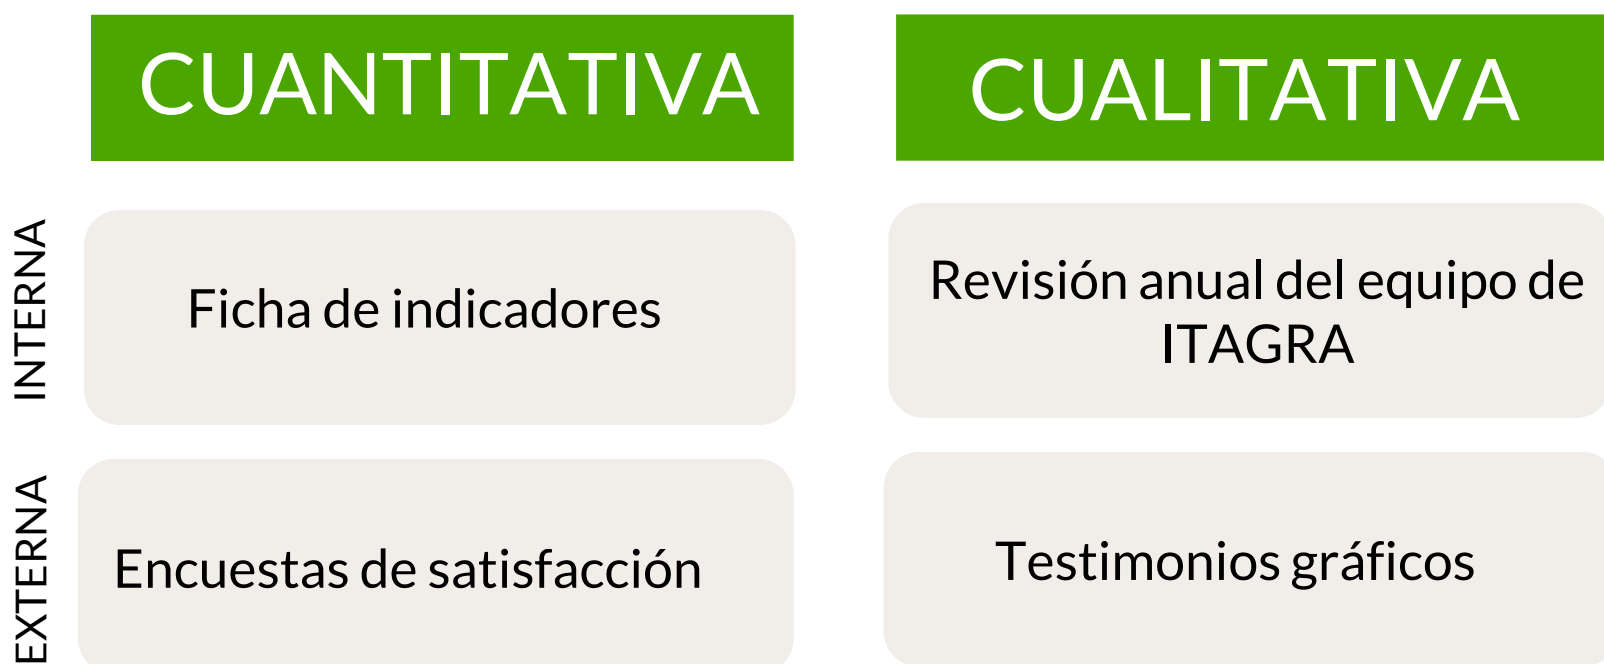 CUANTITATIVA
CUALITATIVA
INTERNA
Ficha de indicadores
Revisión anual del equipo de
ITAGRA
EXTERNA
Encuestas de satisfacción
Testimonios gráficos